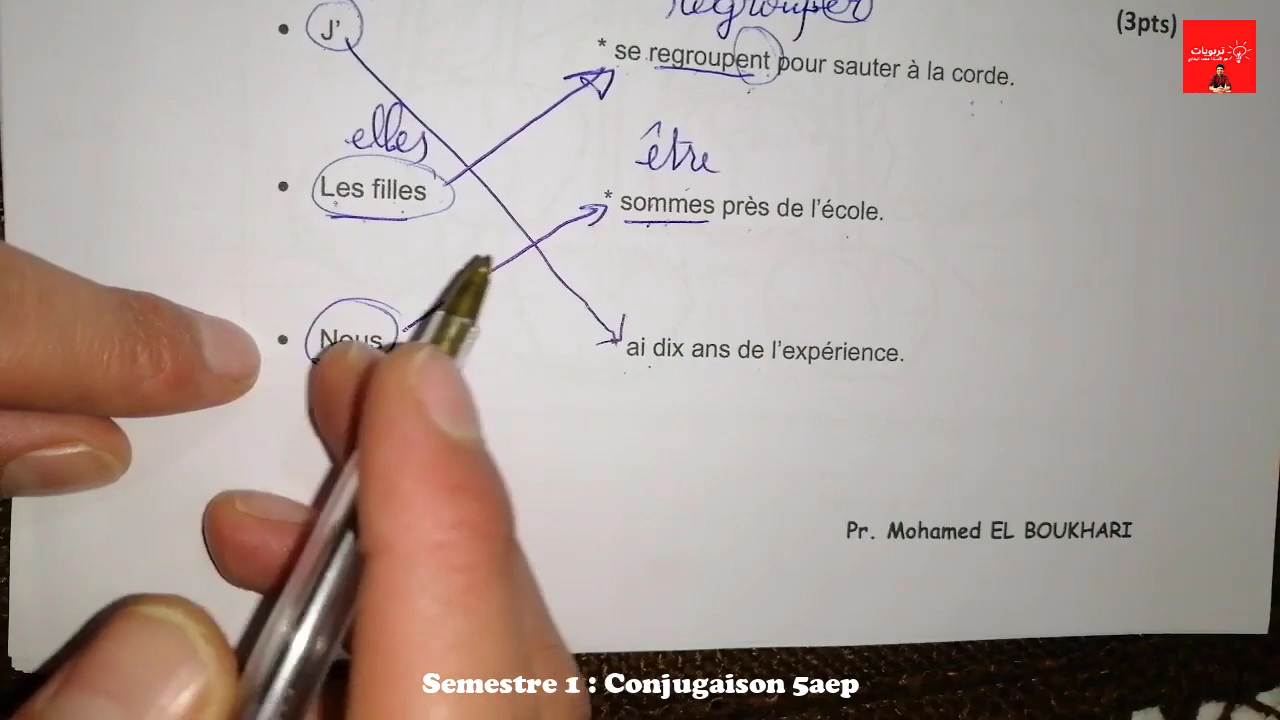 Regrouper
(3pts)
• J'
* se regroupent pour sauter à la corde.
تربويات
elles
être
• Les filles
* sommes près de l'école.
• Nous
* ai dix ans de l'expérience.
Pr. Mohamed EL BOUKHARI
Semestre 1 : Conjugaison 5aep